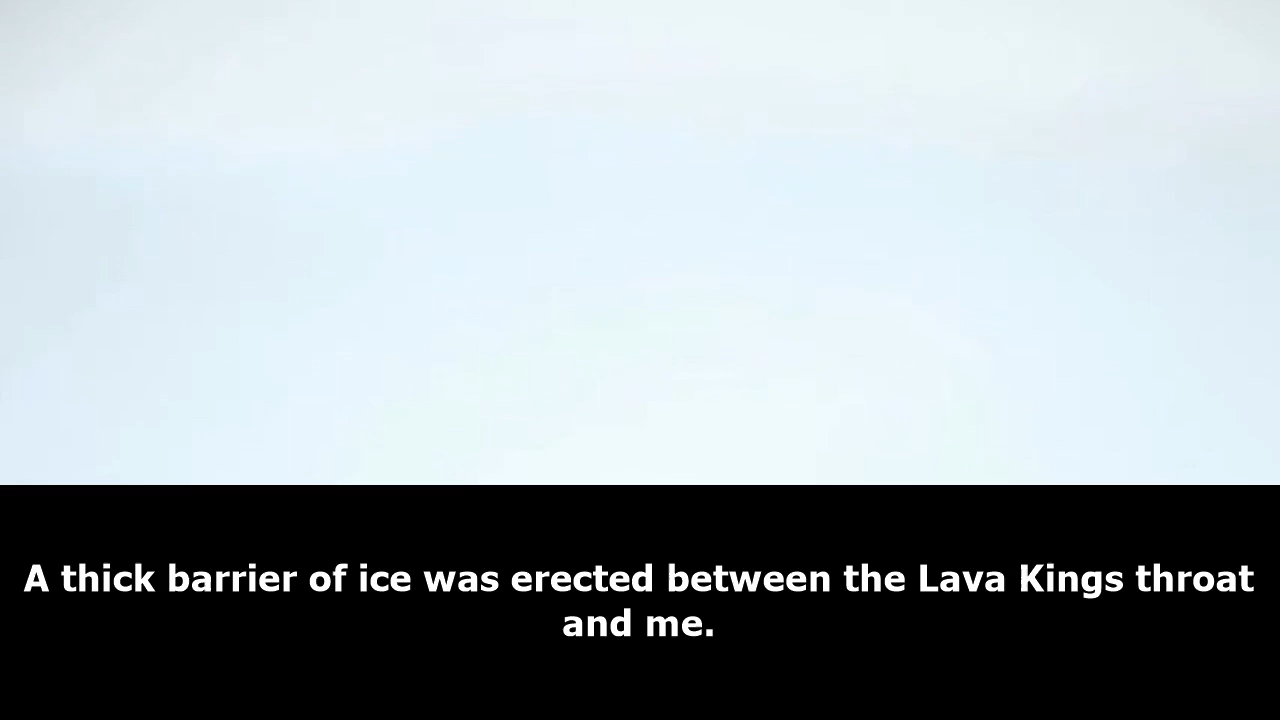 A thick barrier of ice was erected between the Lava Kings throat
and me.